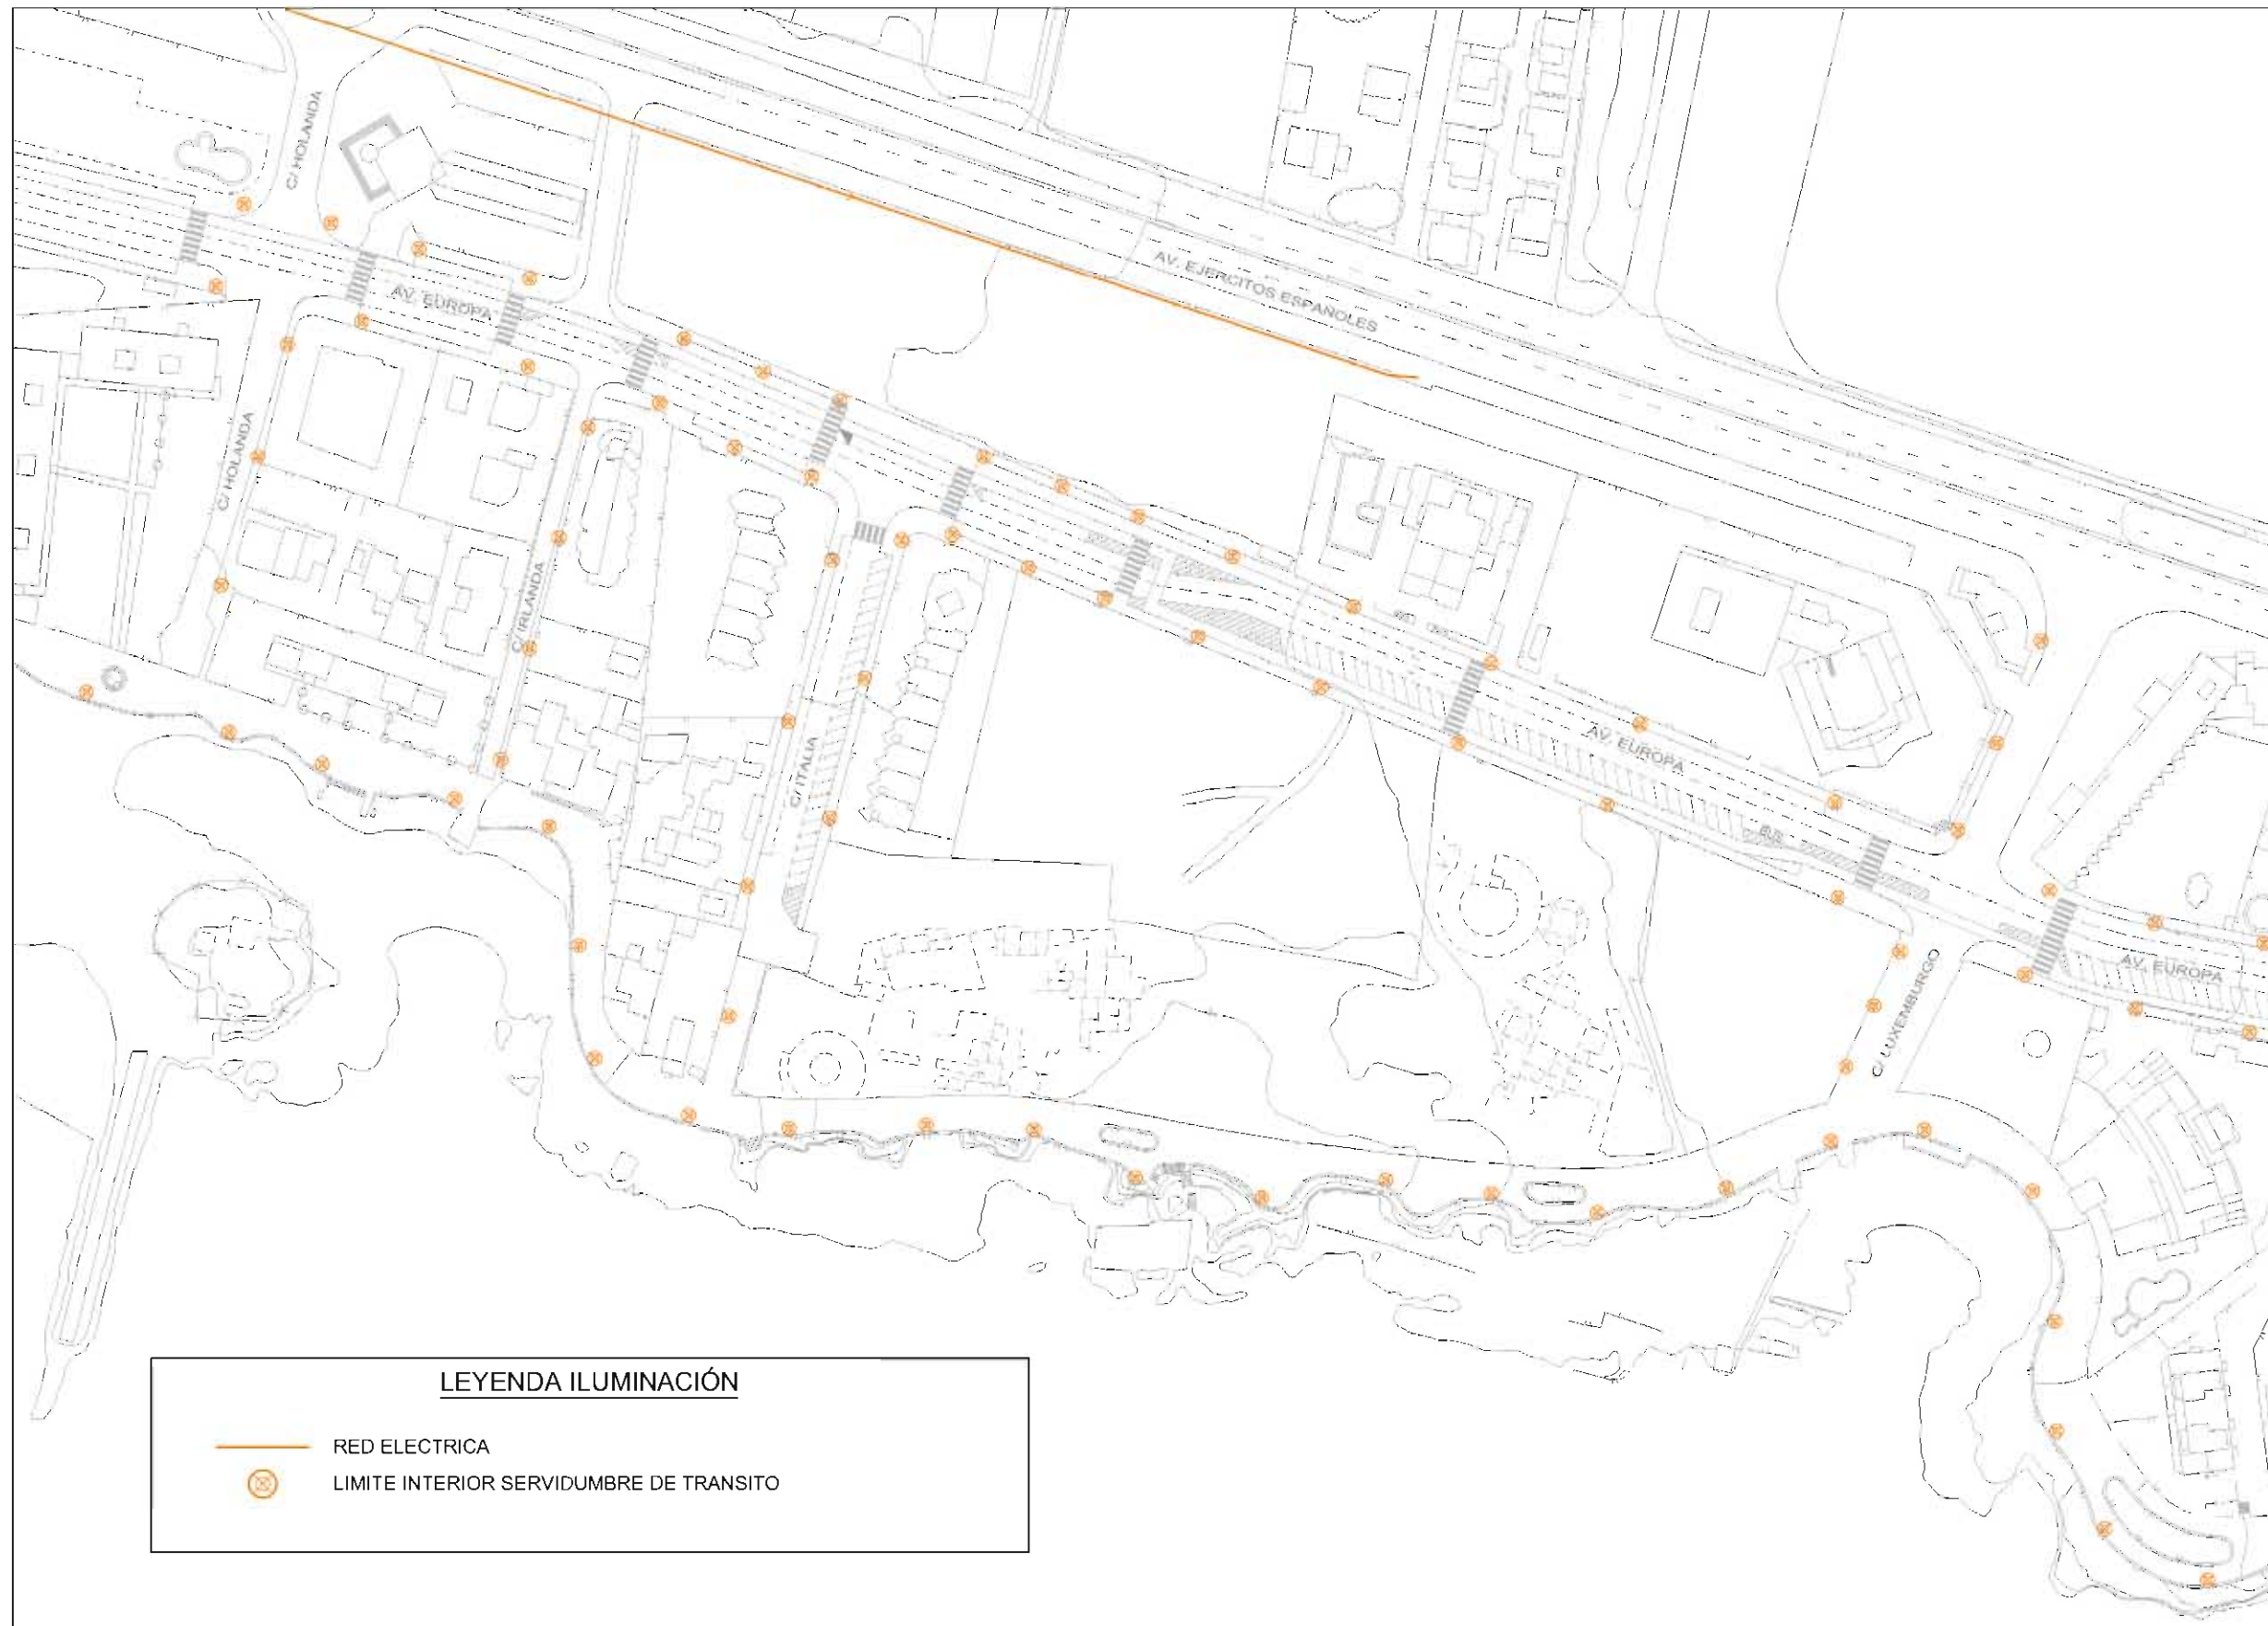 C/ HOLANDA
AV. EUROPA
AV. EJERCITOS ESPAÑOLES
C/ HOLANDA
C/ IRLANDA
C/ ITALIA
AV. EUROPA
BUS
C/ LUXEMBURGO
AV. EUROPA
LEYENDA ILUMINACIÓN
RED ELECTRICA
LIMITE INTERIOR SERVIDUMBRE DE TRANSITO